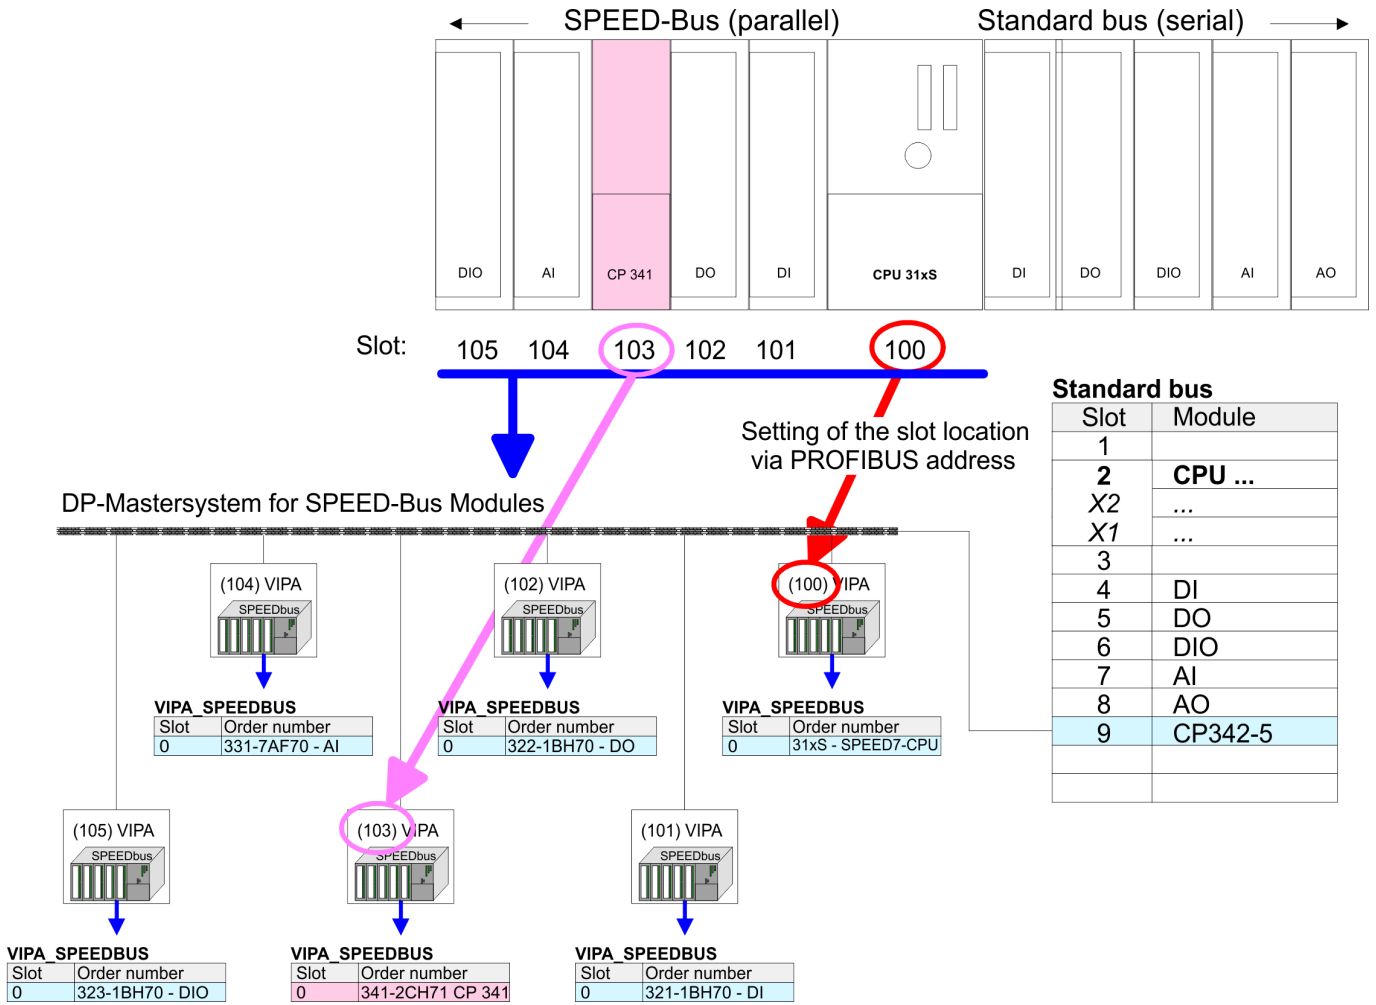 SPEED-Bus (parallel)
Standard bus (serial)
DIO
AI
CP 341
DO
DI
CPU 31xS
DI
DO
DIO
AI
AO
Slot:
105
104
103
102
101
100
Setting of the slot location
via PROFIBUS address
DP-Mastersystem for SPEED-Bus Modules
Standard bus
Slot Module
1
2 CPU ...
X2 ...
X1 ...
3
4 DI
5 DO
6 DIO
7 AI
8 AO
9 CP342-5
(104) VIPA
SPEEDbus
VIPA_SPEEDBUS
Slot Order number
0 331-7AF70 - AI
(102) VIPA
SPEEDbus
VIPA_SPEEDBUS
Slot Order number
0 322-1BH70 - DO
(100) VIPA
SPEEDbus
VIPA_SPEEDBUS
Slot Order number
0 31xS - SPEED7-CPU
(105) VIPA
SPEEDbus
VIPA_SPEEDBUS
Slot Order number
0 323-1BH70 - DIO
(103) VIPA
SPEEDbus
VIPA_SPEEDBUS
Slot Order number
0 341-2CH71 CP 341
(101) VIPA
SPEEDbus
VIPA_SPEEDBUS
Slot Order number
0 321-1BH70 - DI